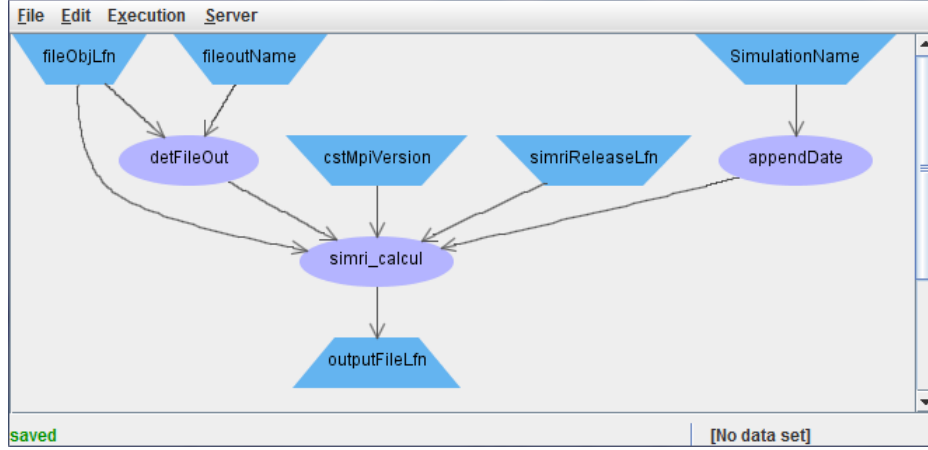 File Edit Execution Server
fileObjLfn fileoutName SimulationName
detFileOut cstMpiVersion simriReleaseLfn appendDate
simri_calcul
outputFileLfn
saved [No data set]